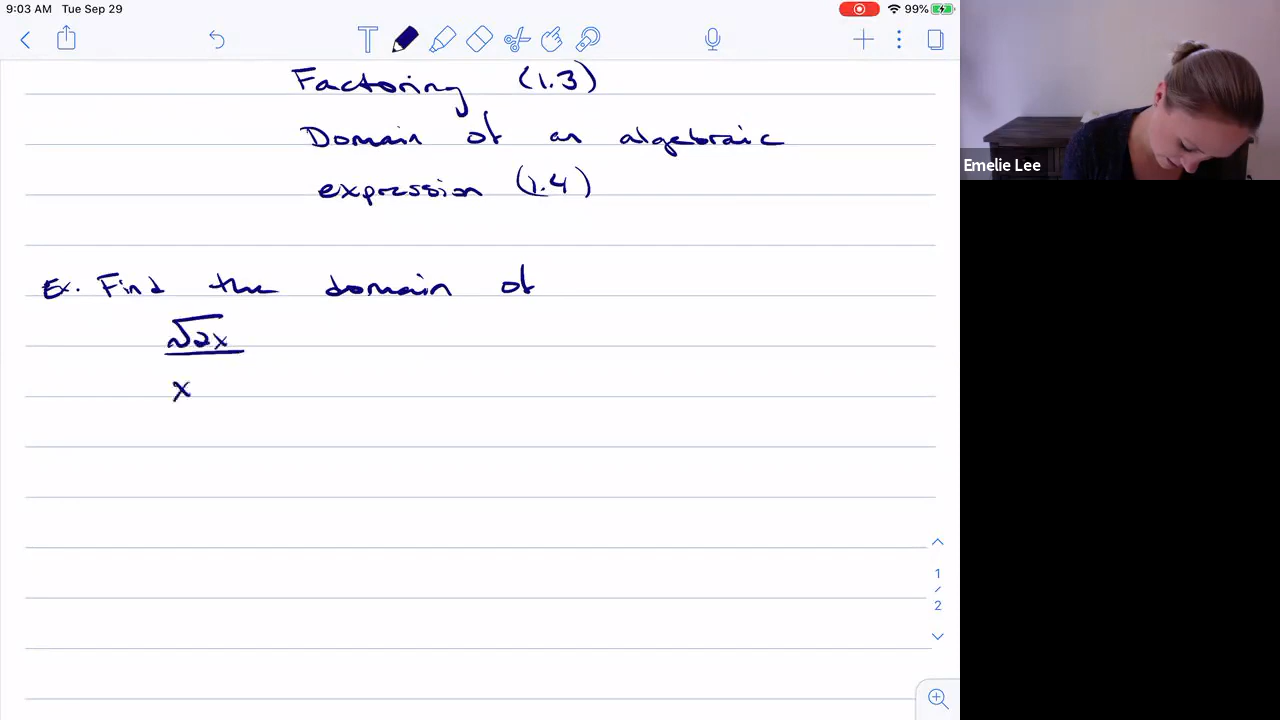 9:03 AM Tue Sep 29
99%
T
Factoring (1.3)
Domain of an algebraic
expression (1.4)
Ex. Find the domain of
√2x
x
1
/
2
Emelie Lee